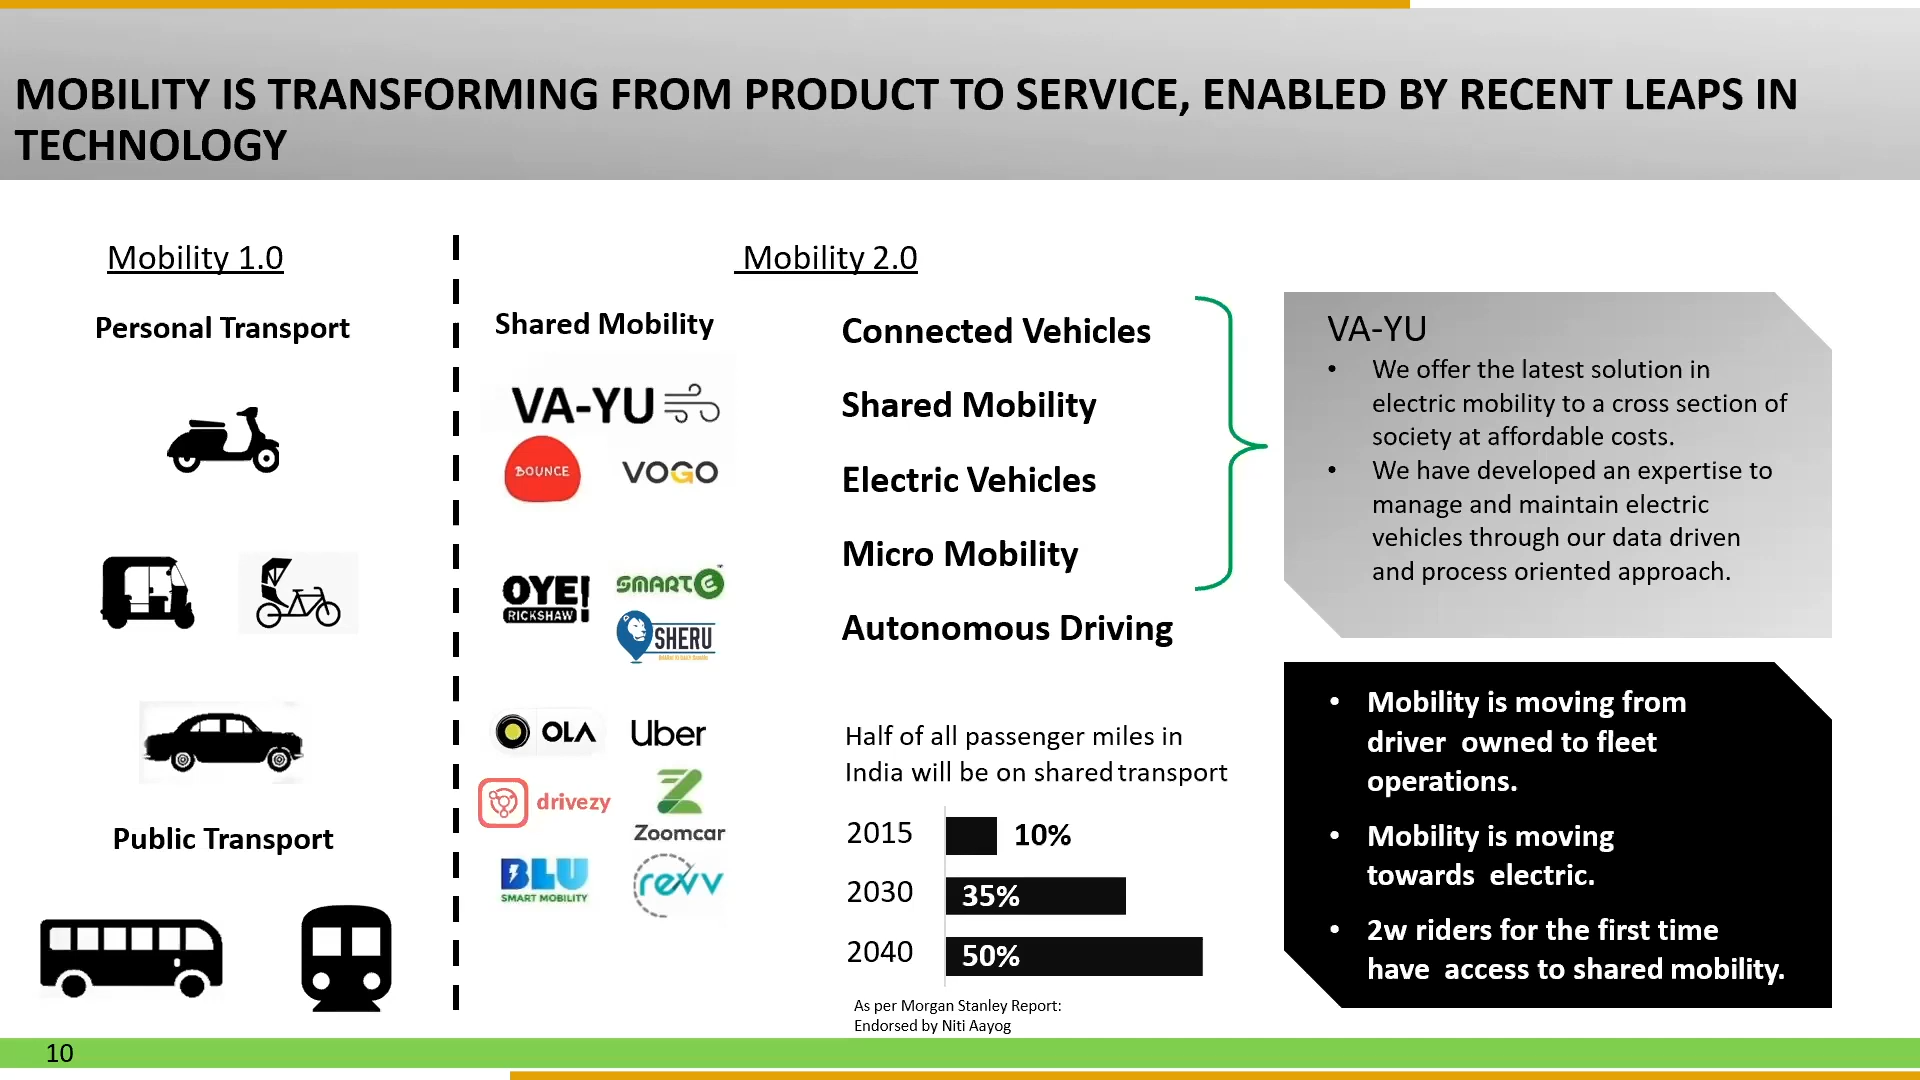 MOBILITY IS TRANSFORMING FROM PRODUCT TO SERVICE, ENABLED BY RECENT LEAPS IN
TECHNOLOGY
Mobility 1.0
Personal Transport
Public Transport
Mobility 2.0
Shared Mobility
VA-YU
BOUNCE
VOGO
OYE!
RICKSHAW
SMARTE
SHERU
OLA
Uber
drivezy
Zoomcar
BLU
SMART MOBILITY
revv
Connected Vehicles
Shared Mobility
Electric Vehicles
Micro Mobility
Autonomous Driving
Half of all passenger miles in
India will be on shared transport
2015 10%
2030 35%
2040 50%
As per Morgan Stanley Report:
Endorsed by Niti Aayog
VA-YU
• We offer the latest solution in
electric mobility to a cross section of
society at affordable costs.
• We have developed an expertise to
manage and maintain electric
vehicles through our data driven
and process oriented approach.
• Mobility is moving from
driver owned to fleet
operations.
• Mobility is moving
towards electric.
• 2w riders for the first time
have access to shared mobility.
10